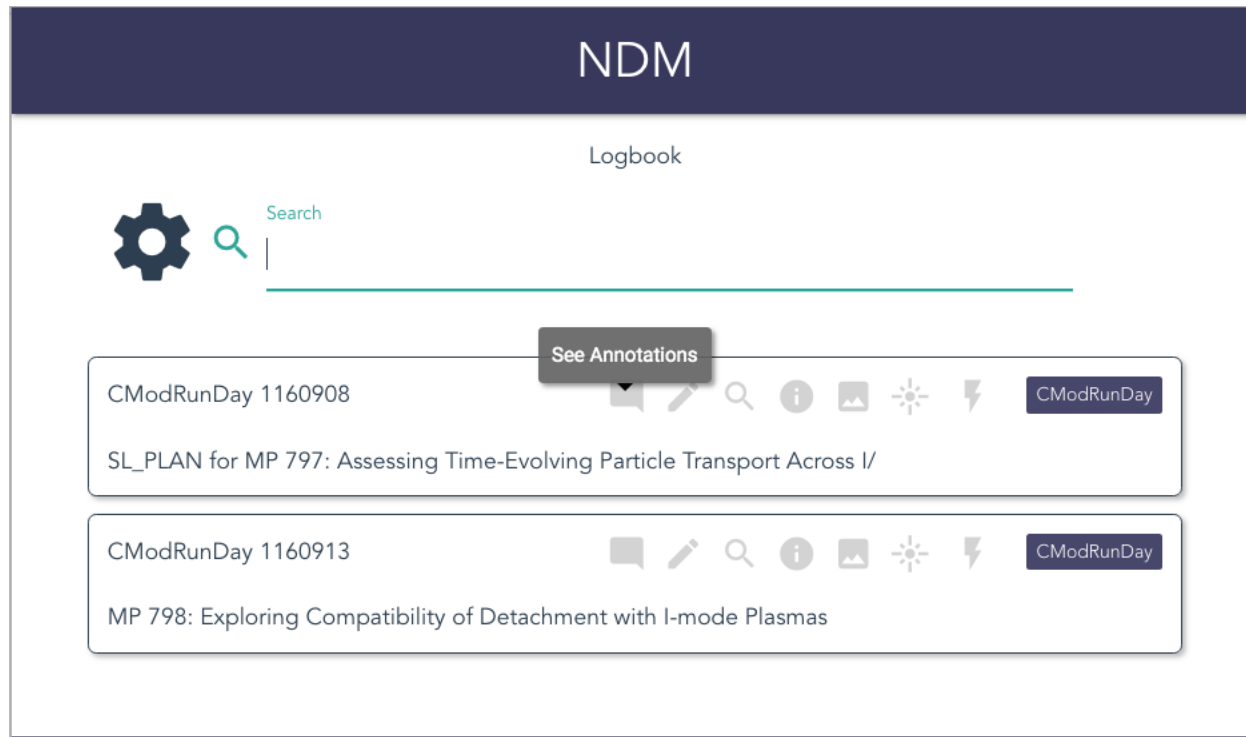 NDM
Logbook
Search
See Annotations
CModRunDay 1160908
CModRunDay
SL_PLAN for MP 797: Assessing Time-Evolving Particle Transport Across I/
CModRunDay 1160913
CModRunDay
MP 798: Exploring Compatibility of Detachment with I-mode Plasmas